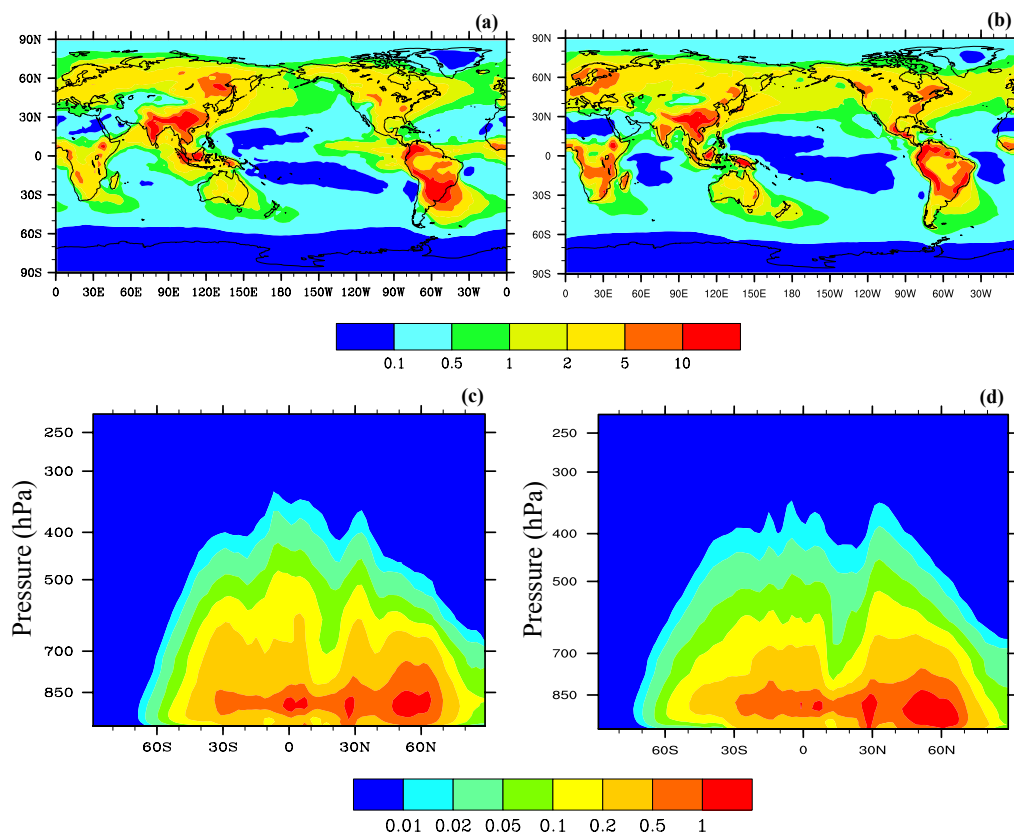 (a) (b)
90N 90N
60N 60N
30N 30N
0 0
30S 30S
60S 60S
90S 90S
0 30E 60E 90E 120E 150E 180 150W 120W 90W 60W 30W 0
0 30E 60E 90E 120E 150E 180 150W 120W 90W 60W 30W
0.1 0.5 1 2 5 10
(c) (d)
Pressure (hPa)
250
300
400
500
700
850
60S 30S 0 30N 60N
Pressure (hPa)
250
300
400
500
700
850
60S 30S 0 30N 60N
0.01 0.02 0.05 0.1 0.2 0.5 1